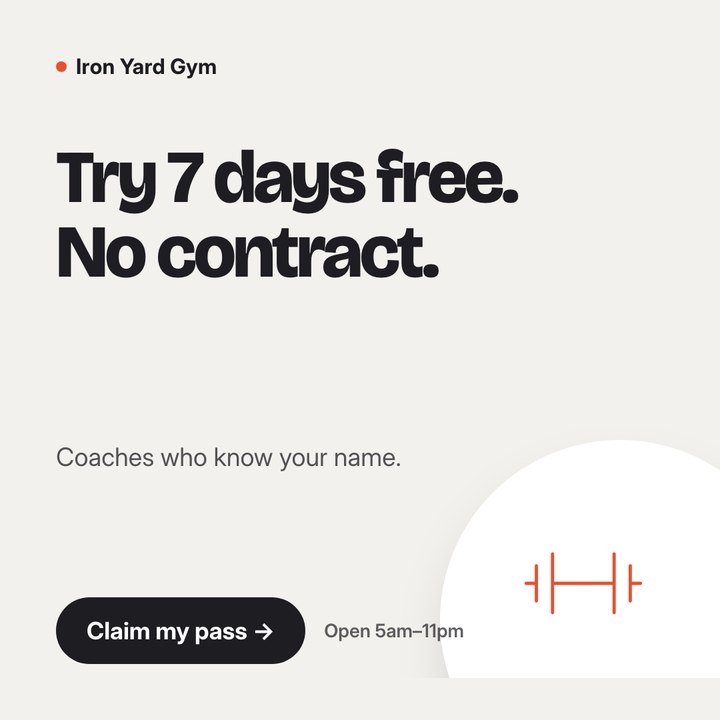 Iron Yard Gym
Try 7 days free.
No contract.
Coaches who know your name.
Claim my pass →
Open 5am–11pm